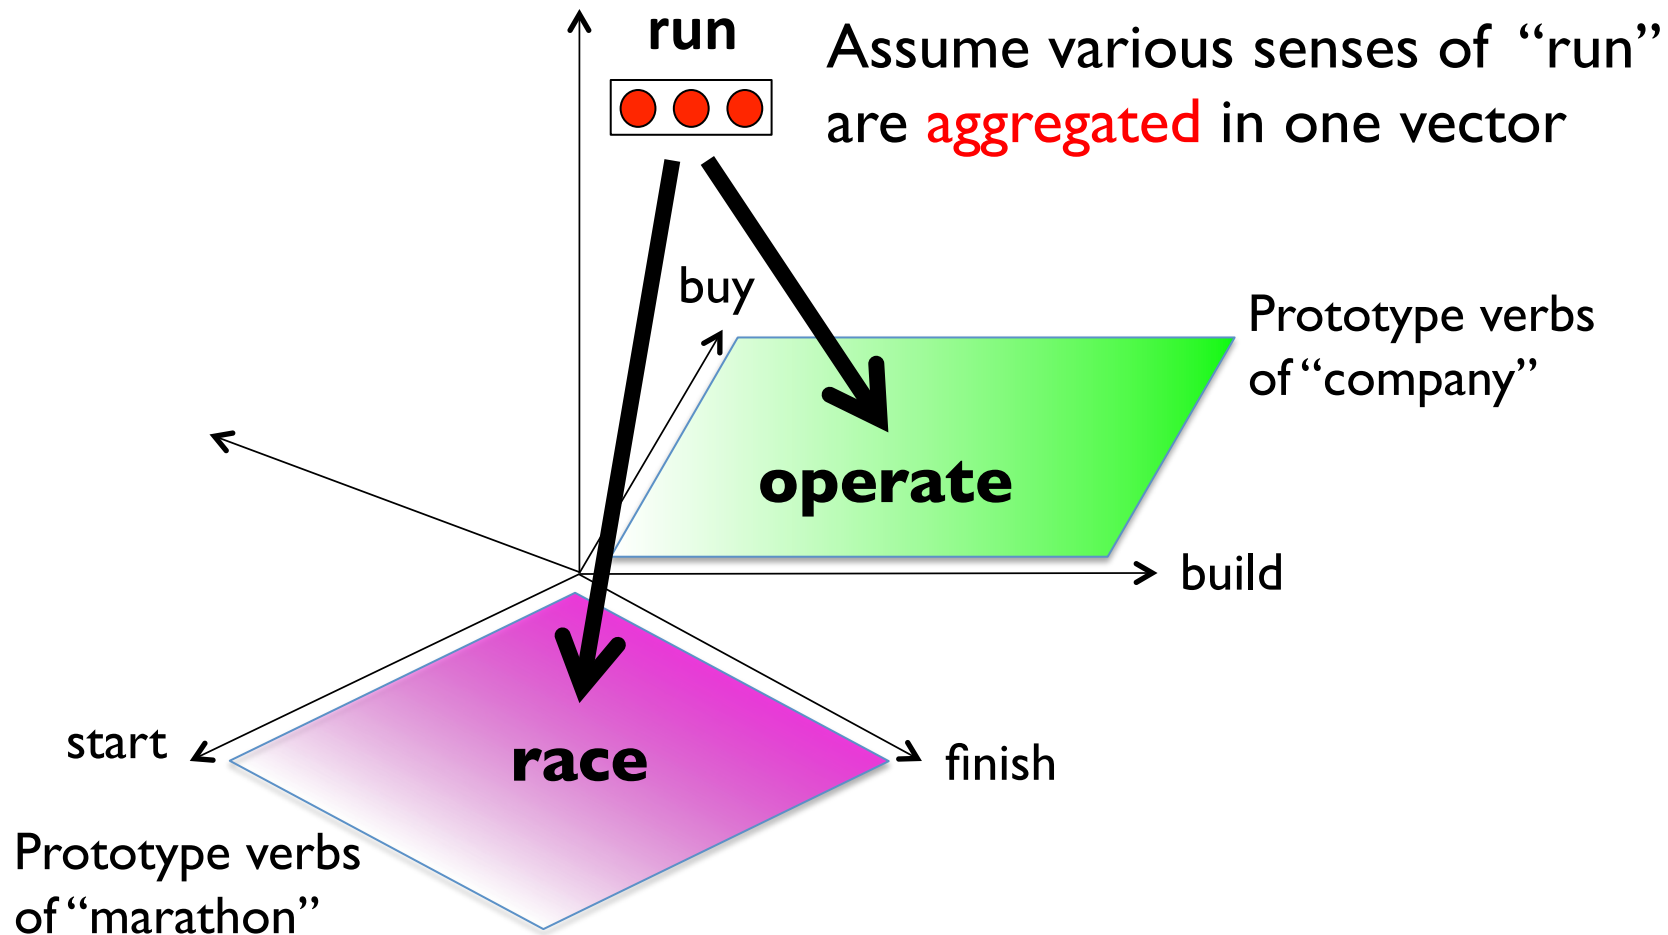 run
Assume various senses of “run”
are aggregated in one vector
buy
Prototype verbs
of “company”
operate
build
start
race
finish
Prototype verbs
of “marathon”